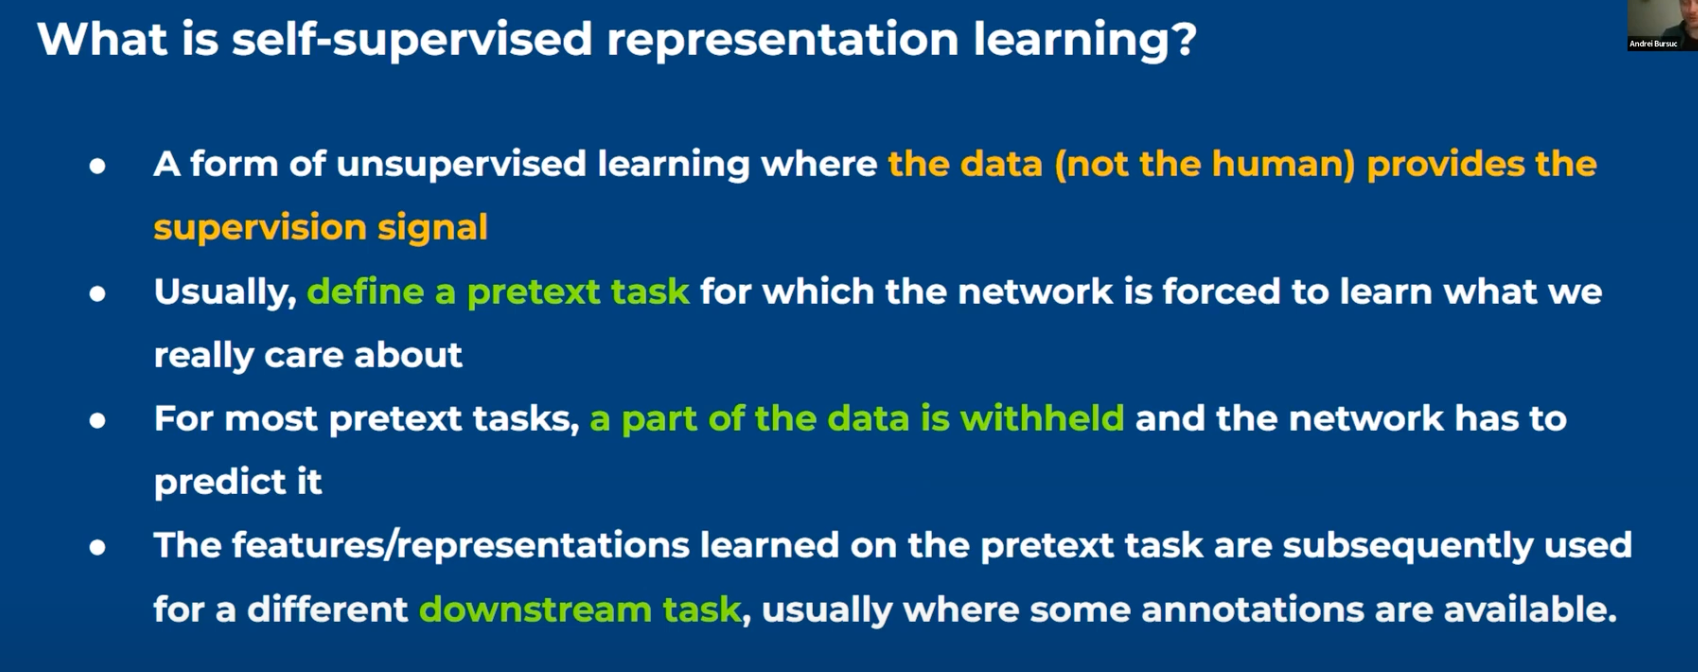 What is self-supervised representation learning?
Andrei Bursuc
● A form of unsupervised learning where the data (not the human) provides the
supervision signal
● Usually, define a pretext task for which the network is forced to learn what we
really care about
● For most pretext tasks, a part of the data is withheld and the network has to
predict it
● The features/representations learned on the pretext task are subsequently used
for a different downstream task, usually where some annotations are available.